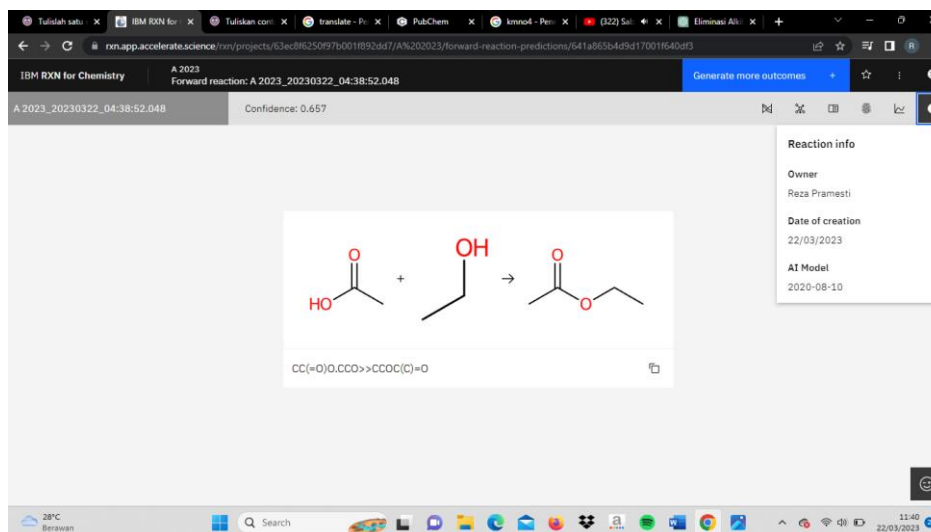 Tulislah satu
IBM RXN for
Tuliskan cont
translate - Pe
PubChem
kmno4 - Pen
(322) Sal
Eliminasi Alkil
rxn.app.accelerate.science/rxn/projects/63ec8f6250f97b001f892dd7/A%202023/forward-reaction-predictions/641a865b4d9d17001f640df3
IBM RXN for Chemistry
A 2023
Forward reaction: A 2023_20230322_04:38:52.048
Generate more outcomes +
A 2023_20230322_04:38:52.048
Confidence: 0.657
Reaction info
Owner
Reza Pramesti
Date of creation
22/03/2023
AI Model
2020-08-10
O
HO
+
OH
→
O
O
CC(=O)O.CCO>>CCOC(C)=O
28°C
Berawan
Search
11:40
22/03/2023